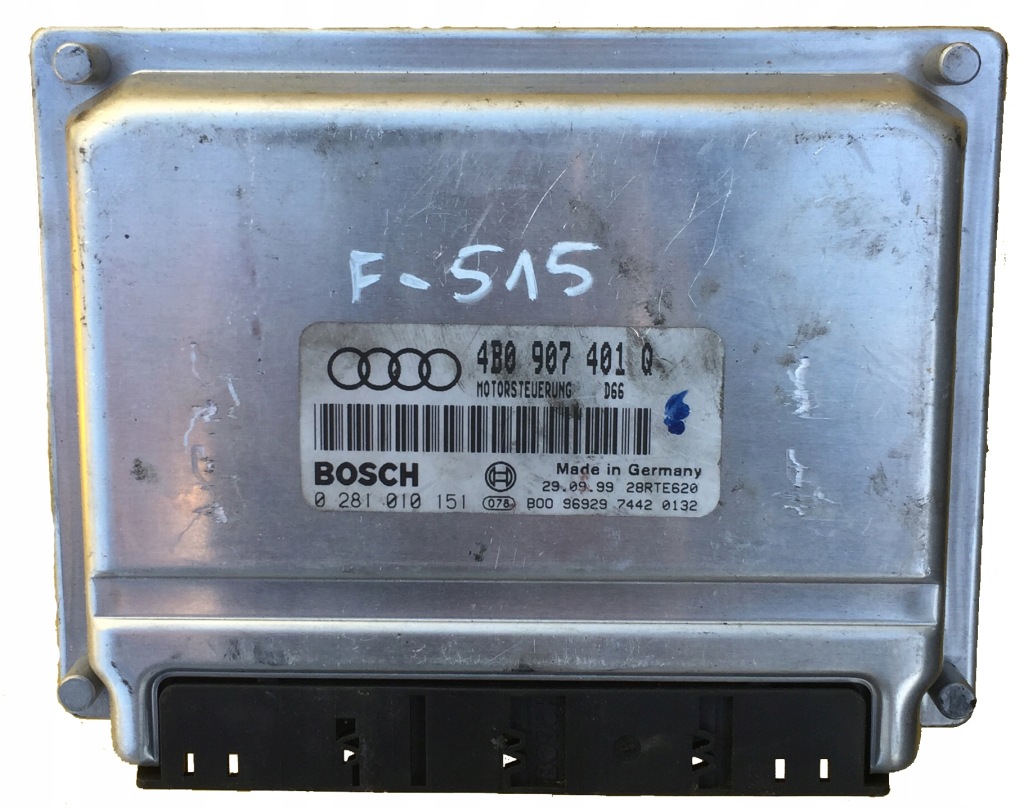 F-515
4B0 907 401 Q
MOTORSTEUERUNG D66
BOSCH
Made in Germany
29.09.99 28RTE620
0 281 010 151 078 B00 96929 7442 0132